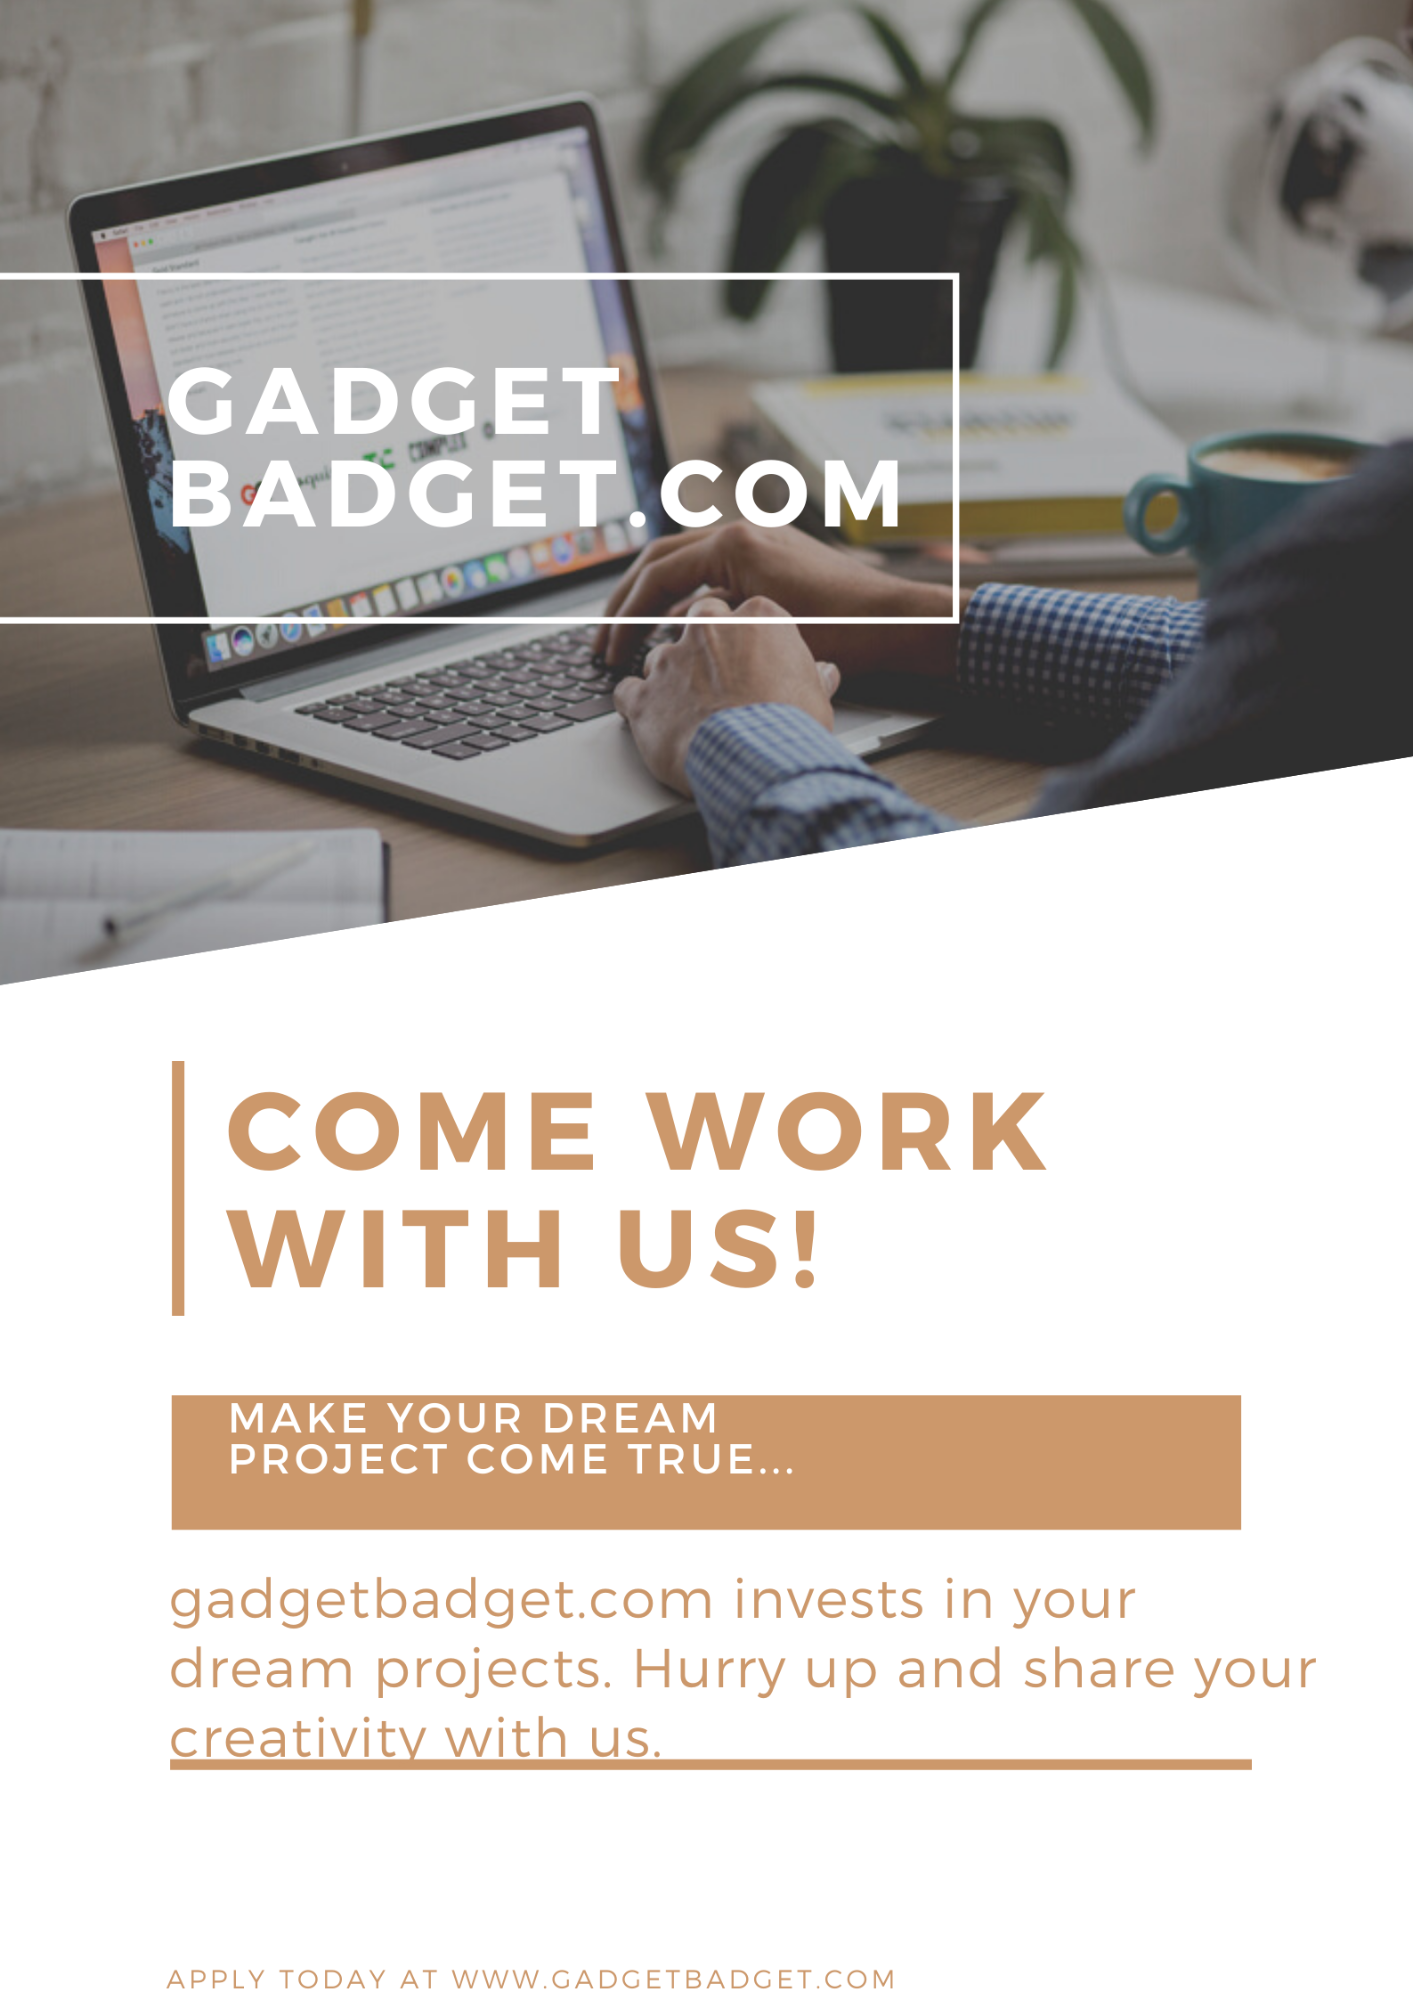 GADGET
BADGET.COM
COME WORK
WITH US!
MAKE YOUR DREAM
PROJECT COME TRUE...
gadgetbadget.com invests in your
dream projects. Hurry up and share your
creativity with us.
APPLY TODAY AT WWW.GADGETBADGET.COM